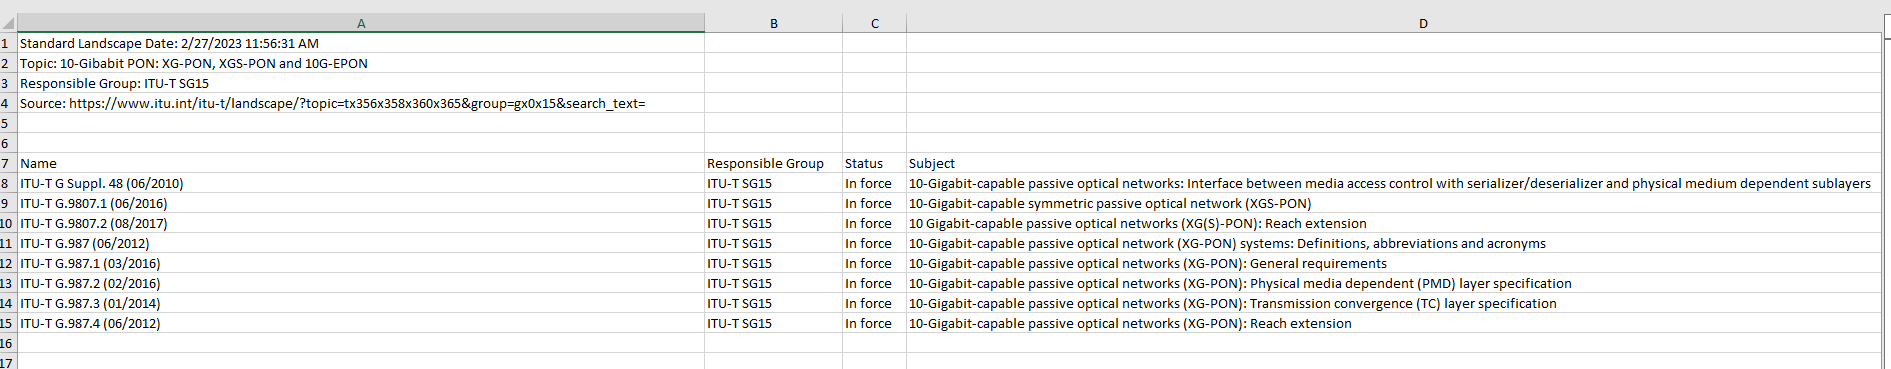 A B C D
1 Standard Landscape Date: 2/27/2023 11:56:31 AM
2 Topic: 10-Gibabit PON: XG-PON, XGS-PON and 10G-EPON
3 Responsible Group: ITU-T SG15
4 Source: https://www.itu.int/itu-t/landscape/?topic=tx356x358x360x365&group=gx0x15&search_text=
5
6
7 Name Responsible Group Status Subject
8 ITU-T G Suppl. 48 (06/2010) ITU-T SG15 In force 10-Gigabit-capable passive optical networks: Interface between media access control with serializer/deserializer and physical medium dependent sublayers
9 ITU-T G.9807.1 (06/2016) ITU-T SG15 In force 10-Gigabit-capable symmetric passive optical network (XGS-PON)
10 ITU-T G.9807.2 (08/2017) ITU-T SG15 In force 10 Gigabit-capable passive optical networks (XG(S)-PON): Reach extension
11 ITU-T G.987 (06/2012) ITU-T SG15 In force 10-Gigabit-capable passive optical network (XG-PON) systems: Definitions, abbreviations and acronyms
12 ITU-T G.987.1 (03/2016) ITU-T SG15 In force 10-Gigabit-capable passive optical networks (XG-PON): General requirements
13 ITU-T G.987.2 (02/2016) ITU-T SG15 In force 10-Gigabit-capable passive optical networks (XG-PON): Physical media dependent (PMD) layer specification
14 ITU-T G.987.3 (01/2014) ITU-T SG15 In force 10-Gigabit-capable passive optical networks (XG-PON): Transmission convergence (TC) layer specification
15 ITU-T G.987.4 (06/2012) ITU-T SG15 In force 10-Gigabit-capable passive optical networks (XG-PON): Reach extension
16
17